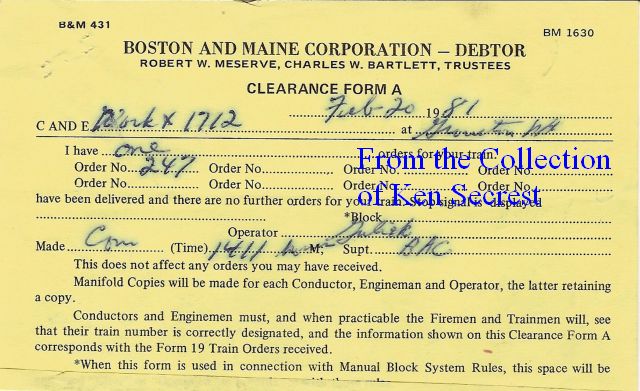 B&M 431
BM 1630
BOSTON AND MAINE CORPORATION — DEBTOR
ROBERT W. MESERVE, CHARLES W. BARTLETT, TRUSTEES
CLEARANCE FORM A
Feb 20 1981
C AND E Work X 1712 at
I have one orders for your train
Order No. 247 Order No. Order No. Order No.
Order No. Order No. Order No. Order No.
From the Collection
of Ken Secrest
have been delivered and there are no further orders for your train. Stop signal is displayed
*Block
Operator
Made Com (Time) 1411 M; Supt.
This does not affect any orders you may have received.
Manifold Copies will be made for each Conductor, Engineman and Operator, the latter retaining
a copy.
Conductors and Enginemen must, and when practicable the Firemen and Trainmen will, see
that their train number is correctly designated, and the information shown on this Clearance Form A
corresponds with the Form 19 Train Orders received.
*When this form is used in connection with Manual Block System Rules, this space will be